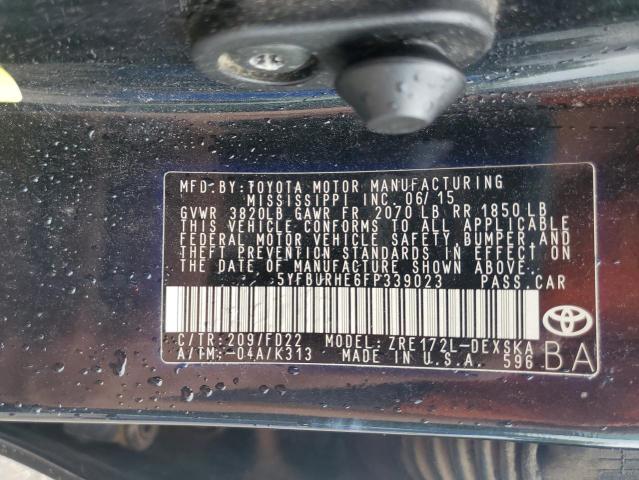 MFD. BY: TOYOTA MOTOR MANUFACTURING
MISSISSIPPI INC. 06/15
GVWR 3820LB GAWR FR 2070 LB RR 1850 LB
THIS VEHICLE CONFORMS TO ALL APPLICABLE
FEDERAL MOTOR VEHICLE SAFETY, BUMPER, AND
THEFT PREVENTION STANDARDS IN EFFECT ON
THE DATE OF MANUFACTURE SHOWN ABOVE.
5YFBURHE6FP339023 PASS. CAR
C/TR: 209/FD22 MODEL: ZRE172L-DEXSKA
A/TM: -04A/K313 MADE IN U.S.A. 596
BA